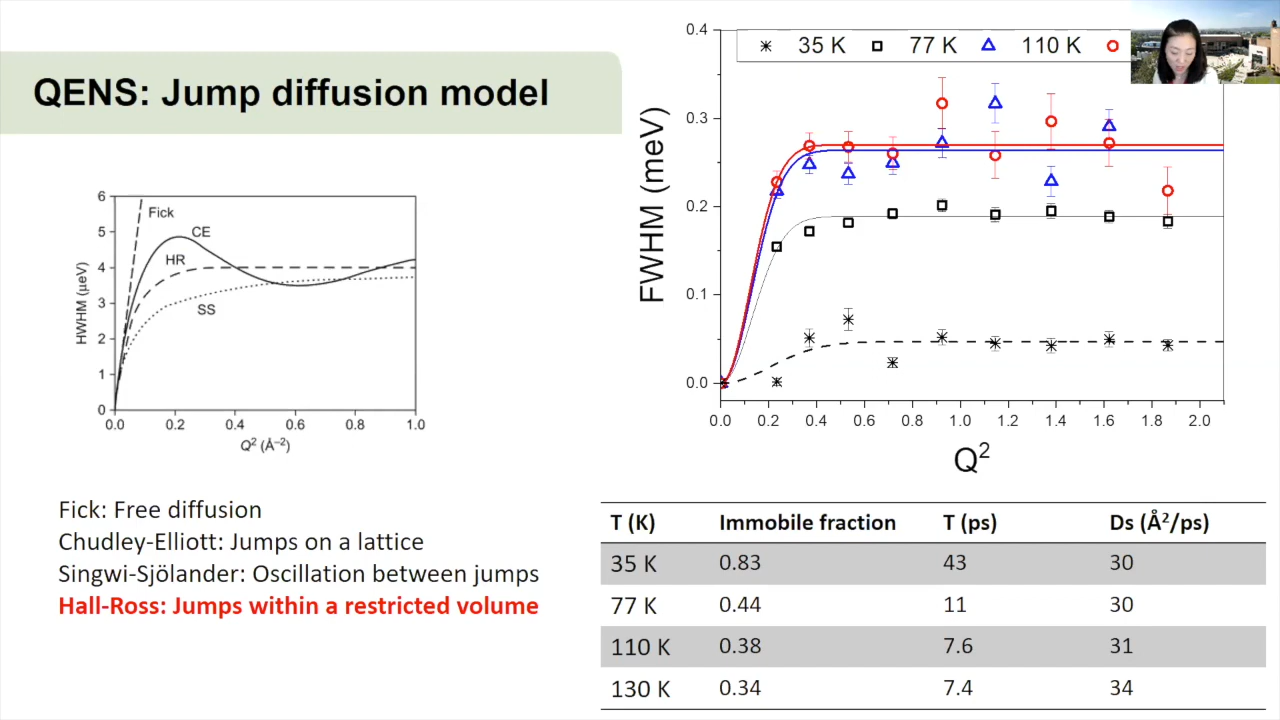 QENS: Jump diffusion model
6
5
4
3
2
1
0
HWHM (µeV)
Fick
CE
HR
SS
0.0 0.2 0.4 0.6 0.8 1.0
Q² (Å⁻²)
Fick: Free diffusion
Chudley-Elliott: Jumps on a lattice
Singwi-Sjölander: Oscillation between jumps
Hall-Ross: Jumps within a restricted volume
0.4
0.3
0.2
0.1
0.0
FWHM (meV)
35 K 77 K 110 K
0.0 0.2 0.4 0.6 0.8 1.0 1.2 1.4 1.6 1.8 2.0
Q²
T (K) Immobile fraction T (ps) Ds (Å²/ps)
35 K 0.83 43 30
77 K 0.44 11 30
110 K 0.38 7.6 31
130 K 0.34 7.4 34